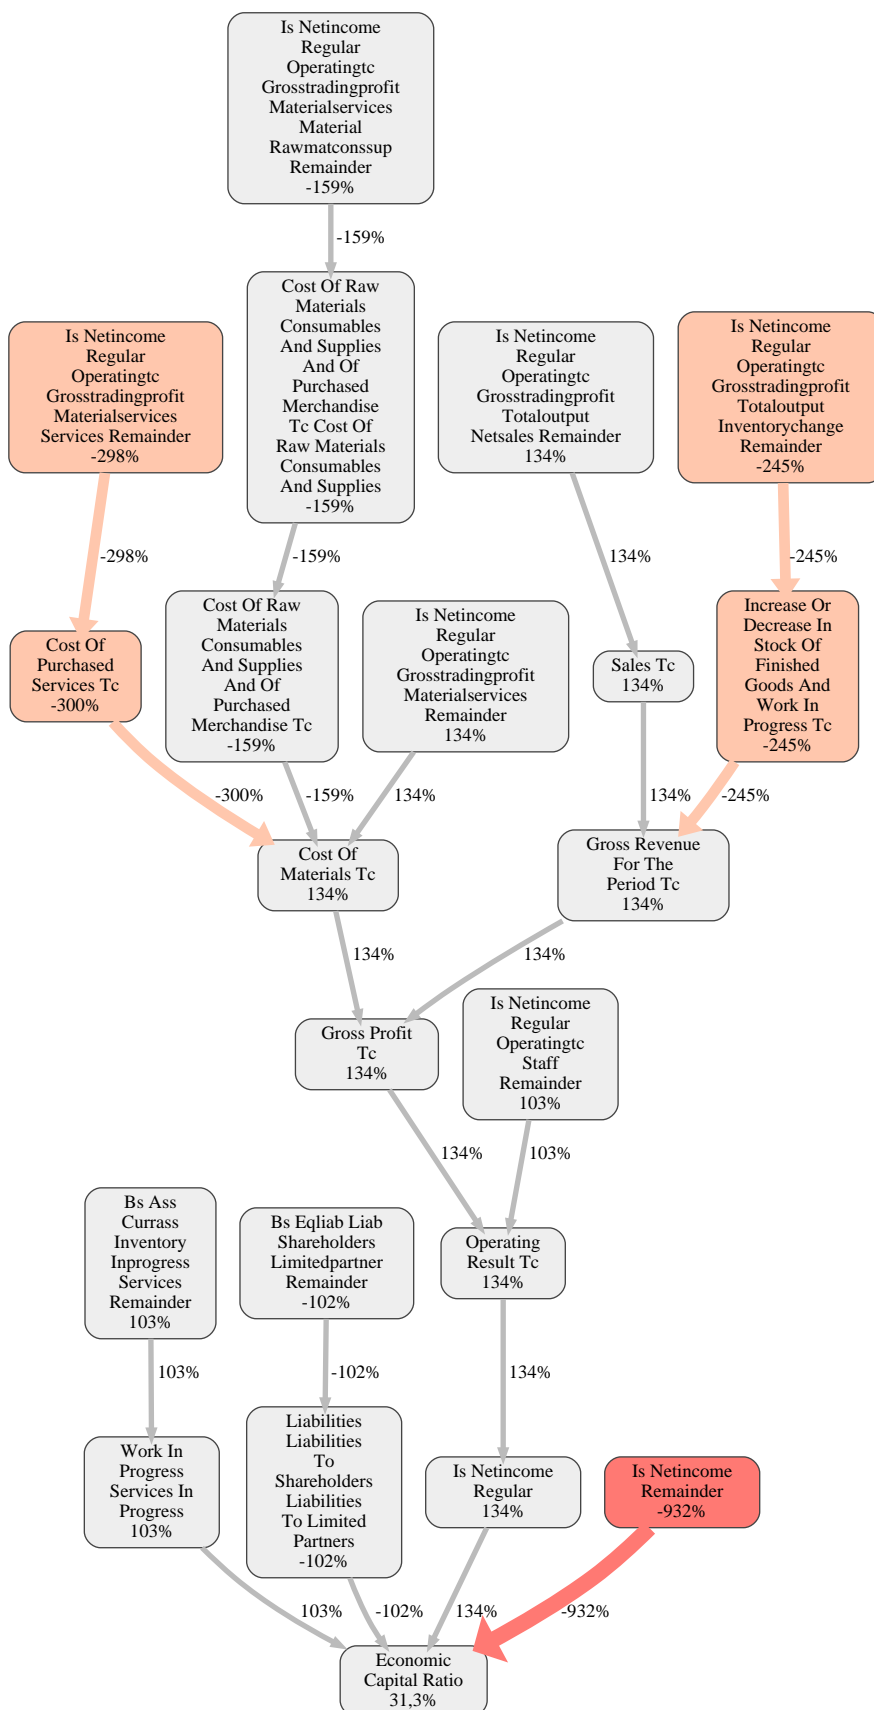 Is Netincome
Regular
Operatingtc
Grosstradingprofit
Materialservices
Material
Rawmatconssup
Remainder
-159%
-159%
Cost Of Raw
Materials
Consumables
And Supplies
And Of
Purchased
Merchandise
Tc Cost Of
Raw Materials
Consumables
And Supplies
-159%
Is Netincome
Regular
Operatingtc
Grosstradingprofit
Materialservices
Services Remainder
-298%
Is Netincome
Regular
Operatingtc
Grosstradingprofit
Totaloutput
Netsales Remainder
134%
Is Netincome
Regular
Operatingtc
Grosstradingprofit
Totaloutput
Inventorychange
Remainder
-245%
-298%
-159%
134%
-245%
Cost Of
Purchased
Services Tc
-300%
Cost Of Raw
Materials
Consumables
And Supplies
And Of
Purchased
Merchandise Tc
-159%
Is Netincome
Regular
Operatingtc
Grosstradingprofit
Materialservices
Remainder
134%
Sales Tc
134%
Increase Or
Decrease In
Stock Of
Finished
Goods And
Work In
Progress Tc
-245%
-300%
-159%
134%
134%
-245%
Cost Of
Materials Tc
134%
Gross Revenue
For The
Period Tc
134%
134%
134%
Gross Profit
Tc
134%
Is Netincome
Regular
Operatingtc
Staff
Remainder
103%
134%
103%
Bs Ass
Currass
Inventory
Inprogress
Services
Remainder
103%
Bs Eqliab Liab
Shareholders
Limitedpartner
Remainder
-102%
Operating
Result Tc
134%
103%
-102%
134%
Work In
Progress
Services In
Progress
103%
Liabilities
Liabilities
To
Shareholders
Liabilities
To Limited
Partners
-102%
Is Netincome
Regular
134%
Is Netincome
Remainder
-932%
103%
-102%
134%
-932%
Economic
Capital Ratio
31,3%